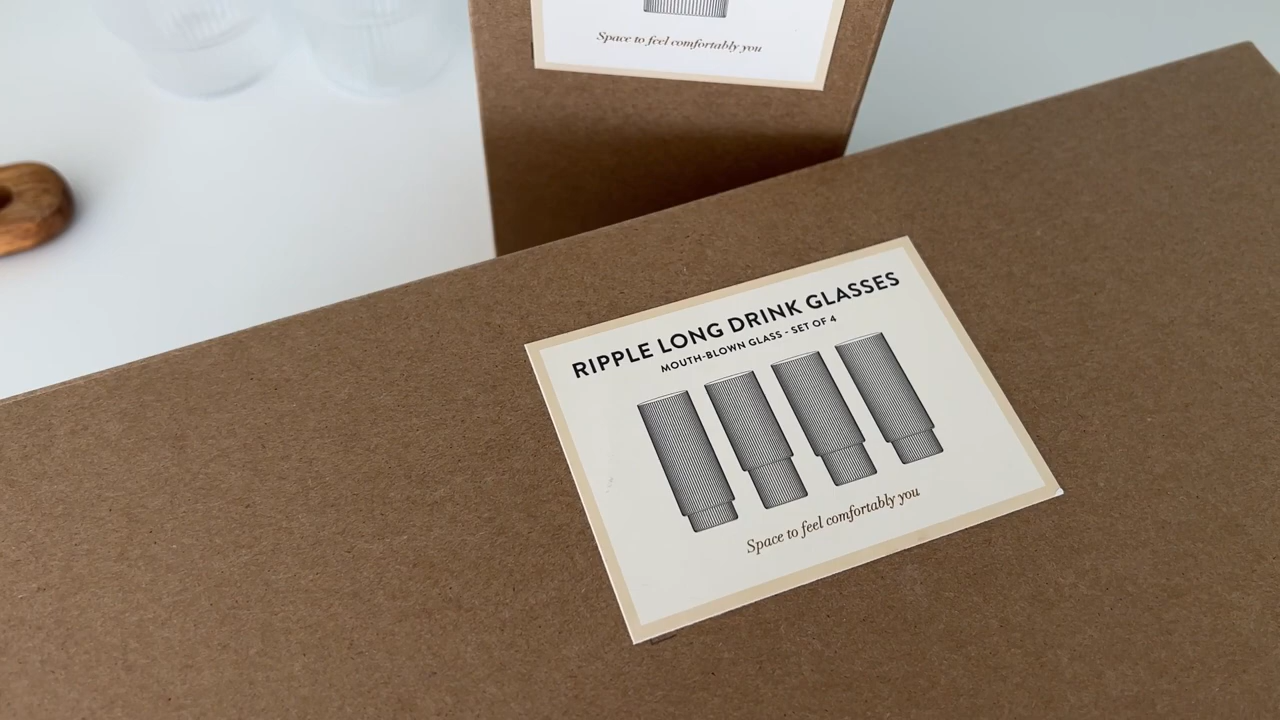 Space to feel comfortably you
RIPPLE LONG DRINK GLASSES
MOUTH-BLOWN GLASS - SET OF 4
Space to feel comfortably you